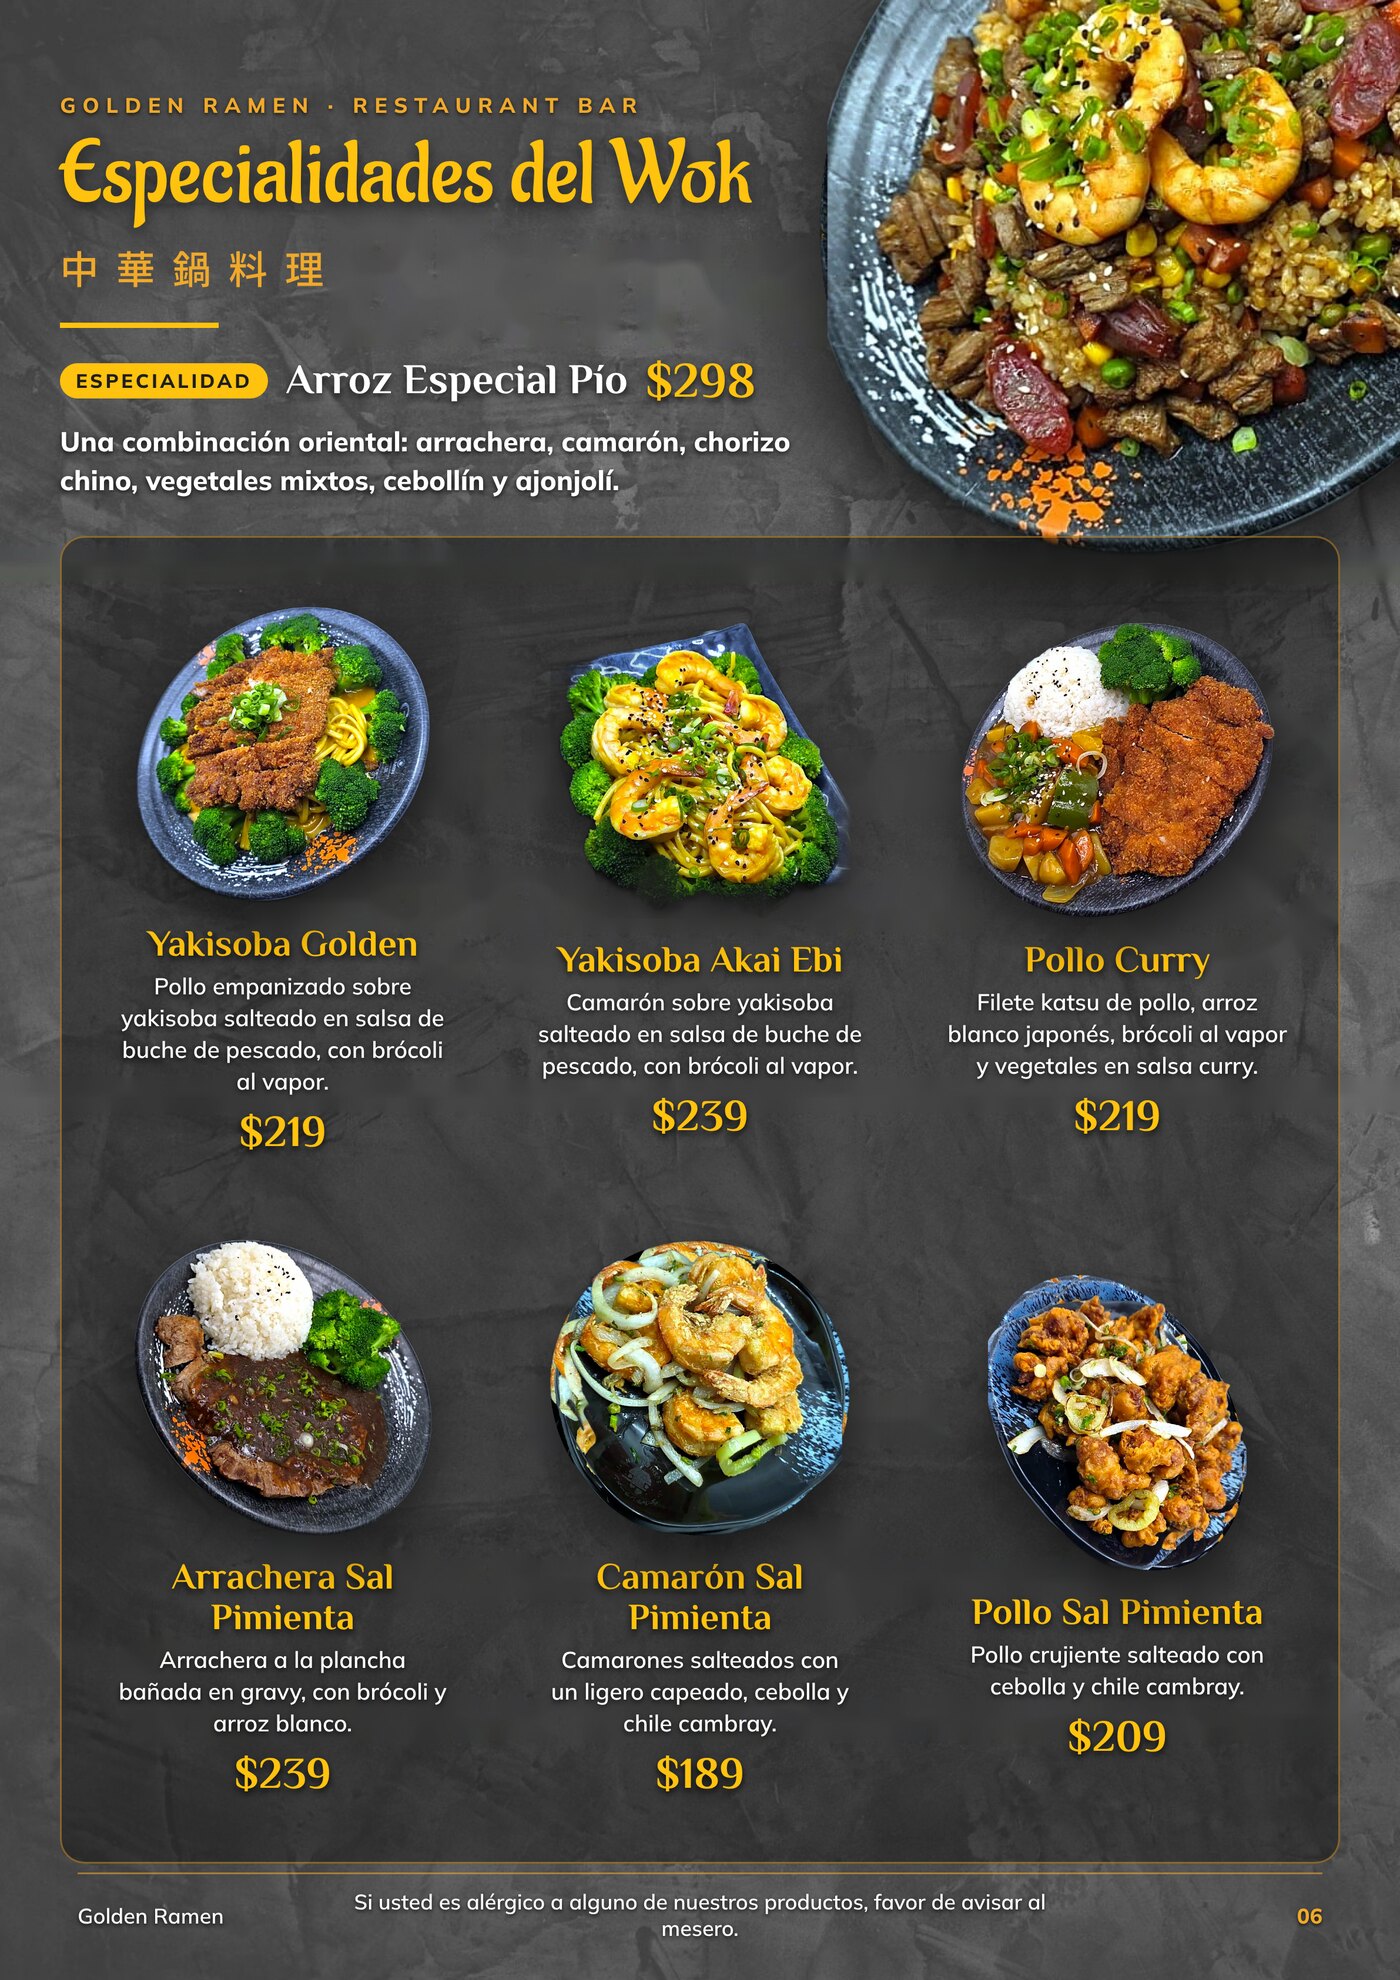 GOLDEN RAMEN · RESTAURANT BAR
Especialidades del Wok
中華鍋料理
ESPECIALIDAD Arroz Especial Pío $298
Una combinación oriental: arrachera, camarón, chorizo
chino, vegetales mixtos, cebollín y ajonjolí.
Yakisoba Golden
Pollo empanizado sobre
yakisoba salteado en salsa de
buche de pescado, con brócoli
al vapor.
$219
Yakisoba Akai Ebi
Camarón sobre yakisoba
salteado en salsa de buche de
pescado, con brócoli al vapor.
$239
Pollo Curry
Filete katsu de pollo, arroz
blanco japonés, brócoli al vapor
y vegetales en salsa curry.
$219
Arrachera Sal
Pimienta
Arrachera a la plancha
bañada en gravy, con brócoli y
arroz blanco.
$239
Camarón Sal
Pimienta
Camarones salteados con
un ligero capeado, cebolla y
chile cambray.
$189
Pollo Sal Pimienta
Pollo crujiente salteado con
cebolla y chile cambray.
$209
Golden Ramen
Si usted es alérgico a alguno de nuestros productos, favor de avisar al
mesero.
06